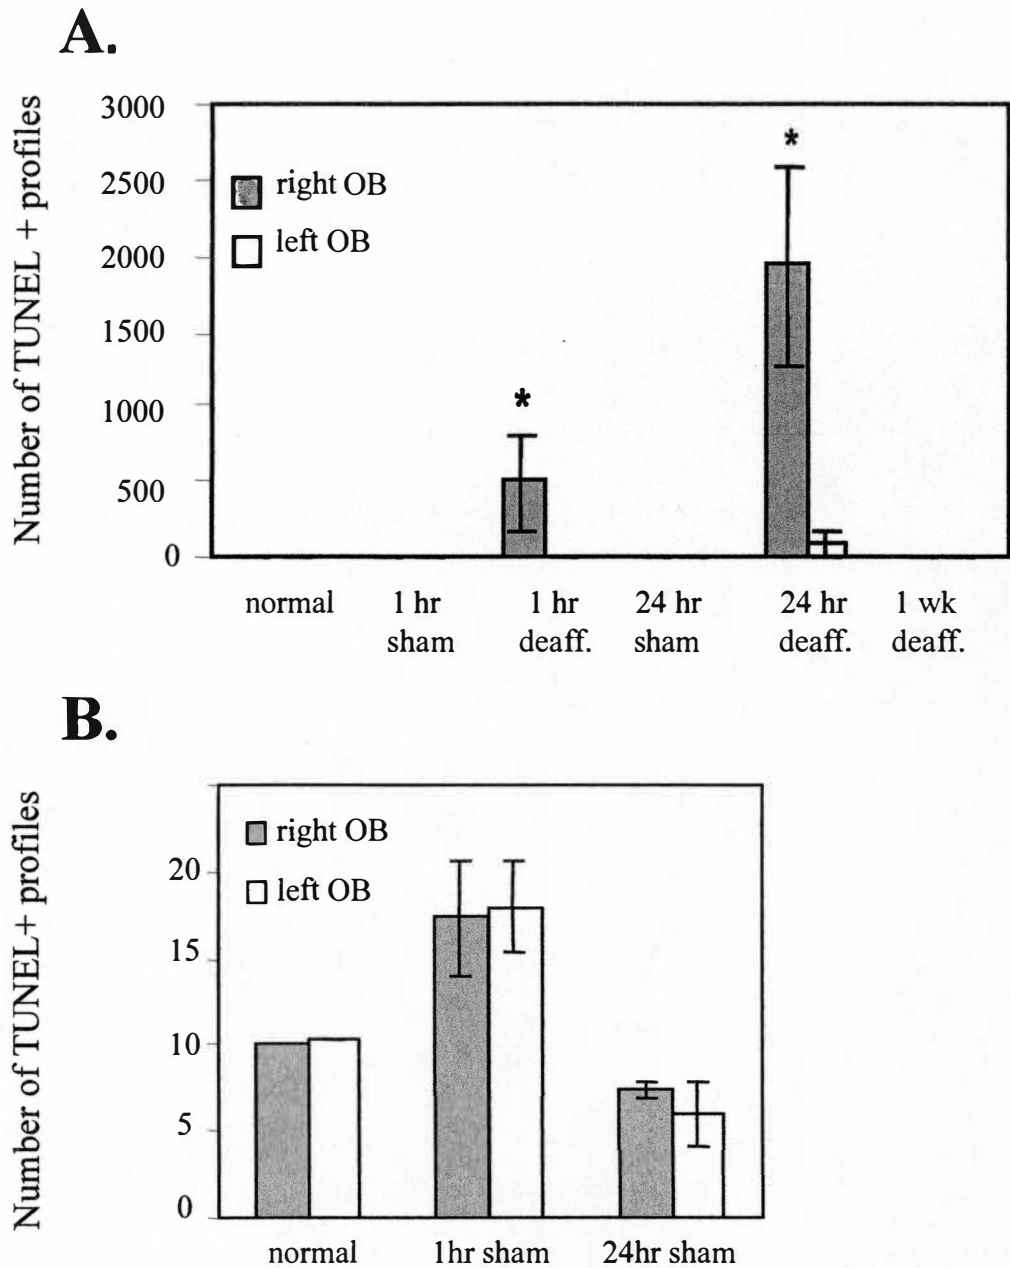 A.
Number of TUNEL + profiles
3000
2500
2000
1500
1000
500
0
right OB
left OB
*
*
normal
1 hr
sham
1 hr
deaff.
24 hr
sham
24 hr
deaff.
1 wk
deaff.
B.
Number of TUNEL+ profiles
20
15
10
5
0
right OB
left OB
normal
1hr sham
24hr sham